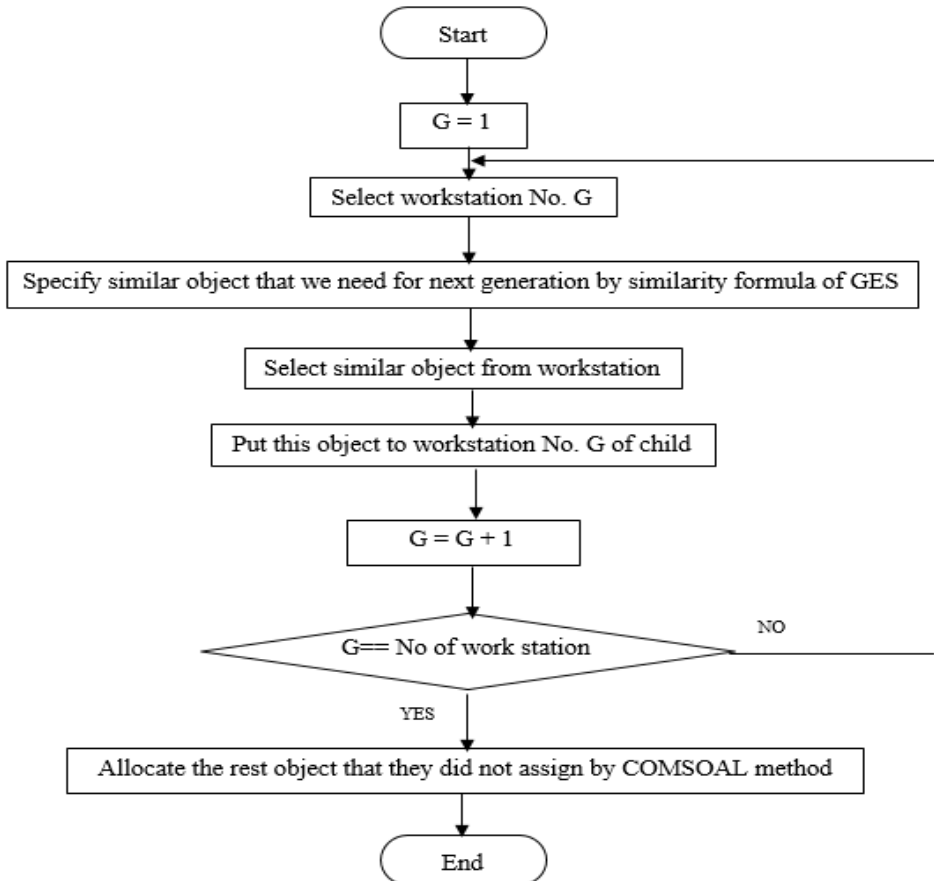 Start
G = 1
Select workstation No. G
Specify similar object that we need for next generation by similarity formula of GES
Select similar object from workstation
Put this object to workstation No. G of child
G = G + 1
G== No of work station
NO
YES
Allocate the rest object that they did not assign by COMSOAL method
End